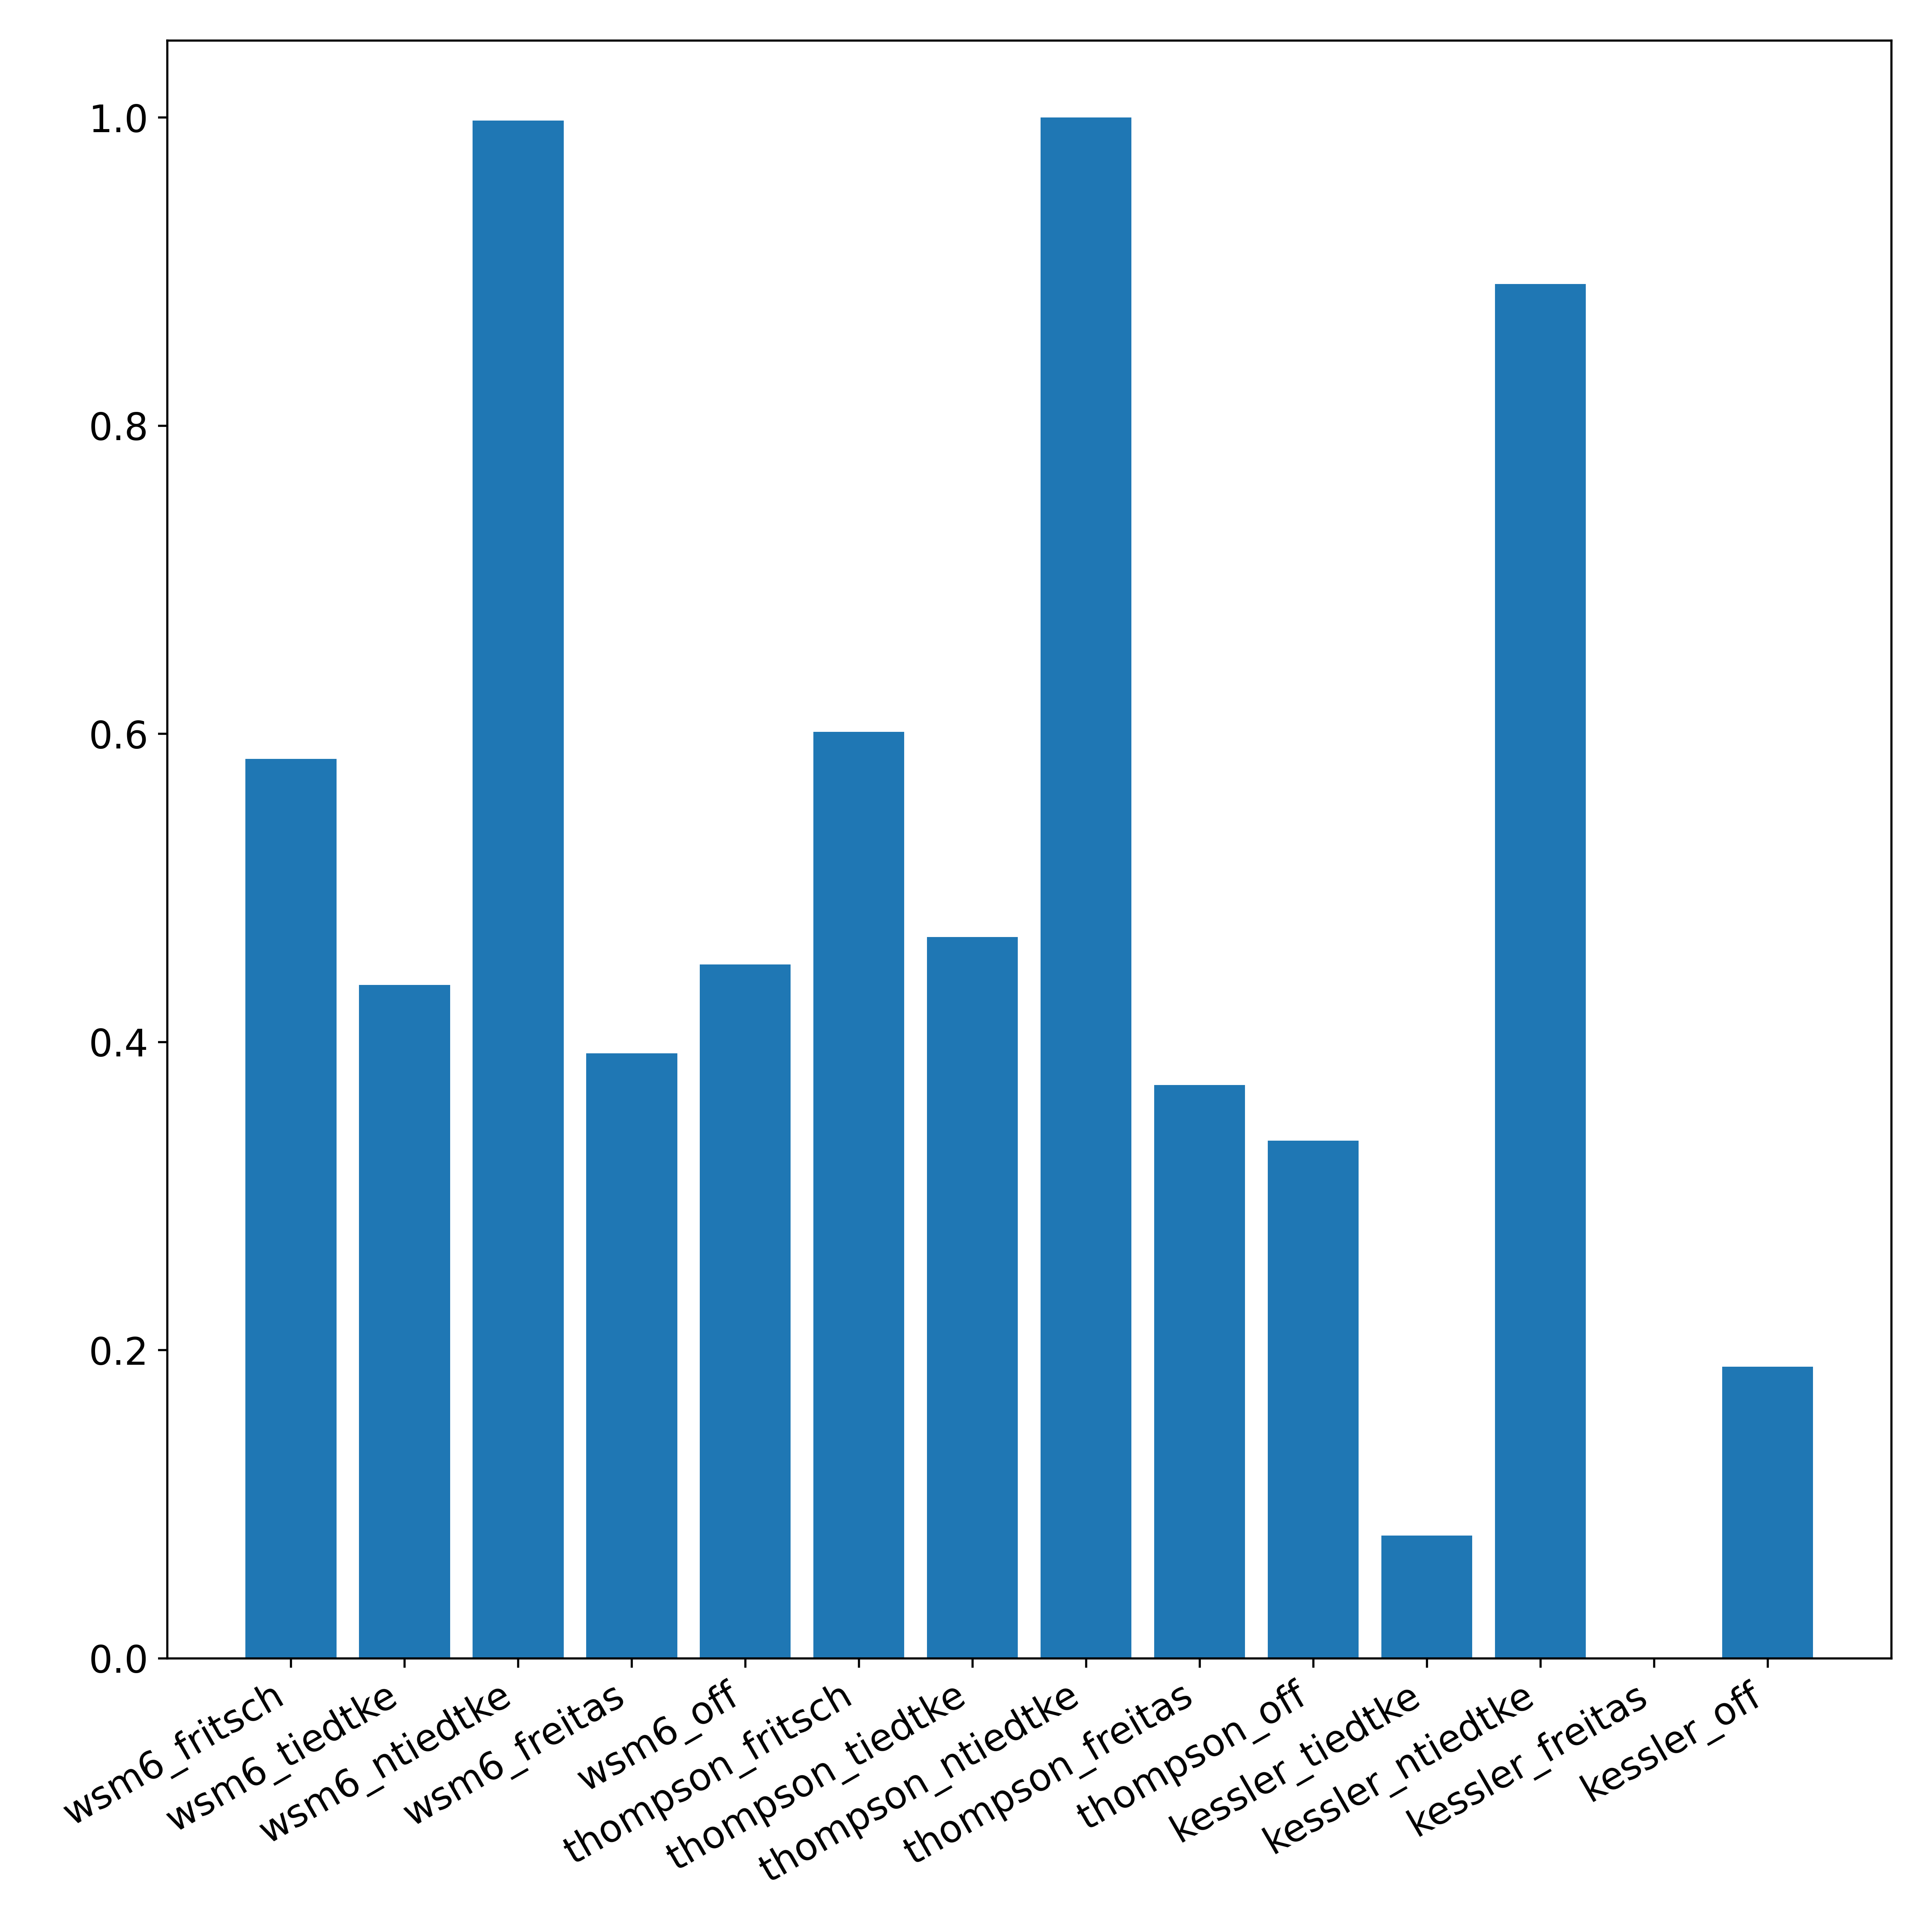 1.0
0.8
0.6
0.4
0.2
0.0
wsm6_fritsch
wsm6_tiedtke
wsm6_ntiedtke
wsm6_freitas
wsm6_off
thompson_fritsch
thompson_tiedtke
thompson_ntiedtke
thompson_freitas
thompson_off
kessler_tiedtke
kessler_ntiedtke
kessler_freitas
kessler_off